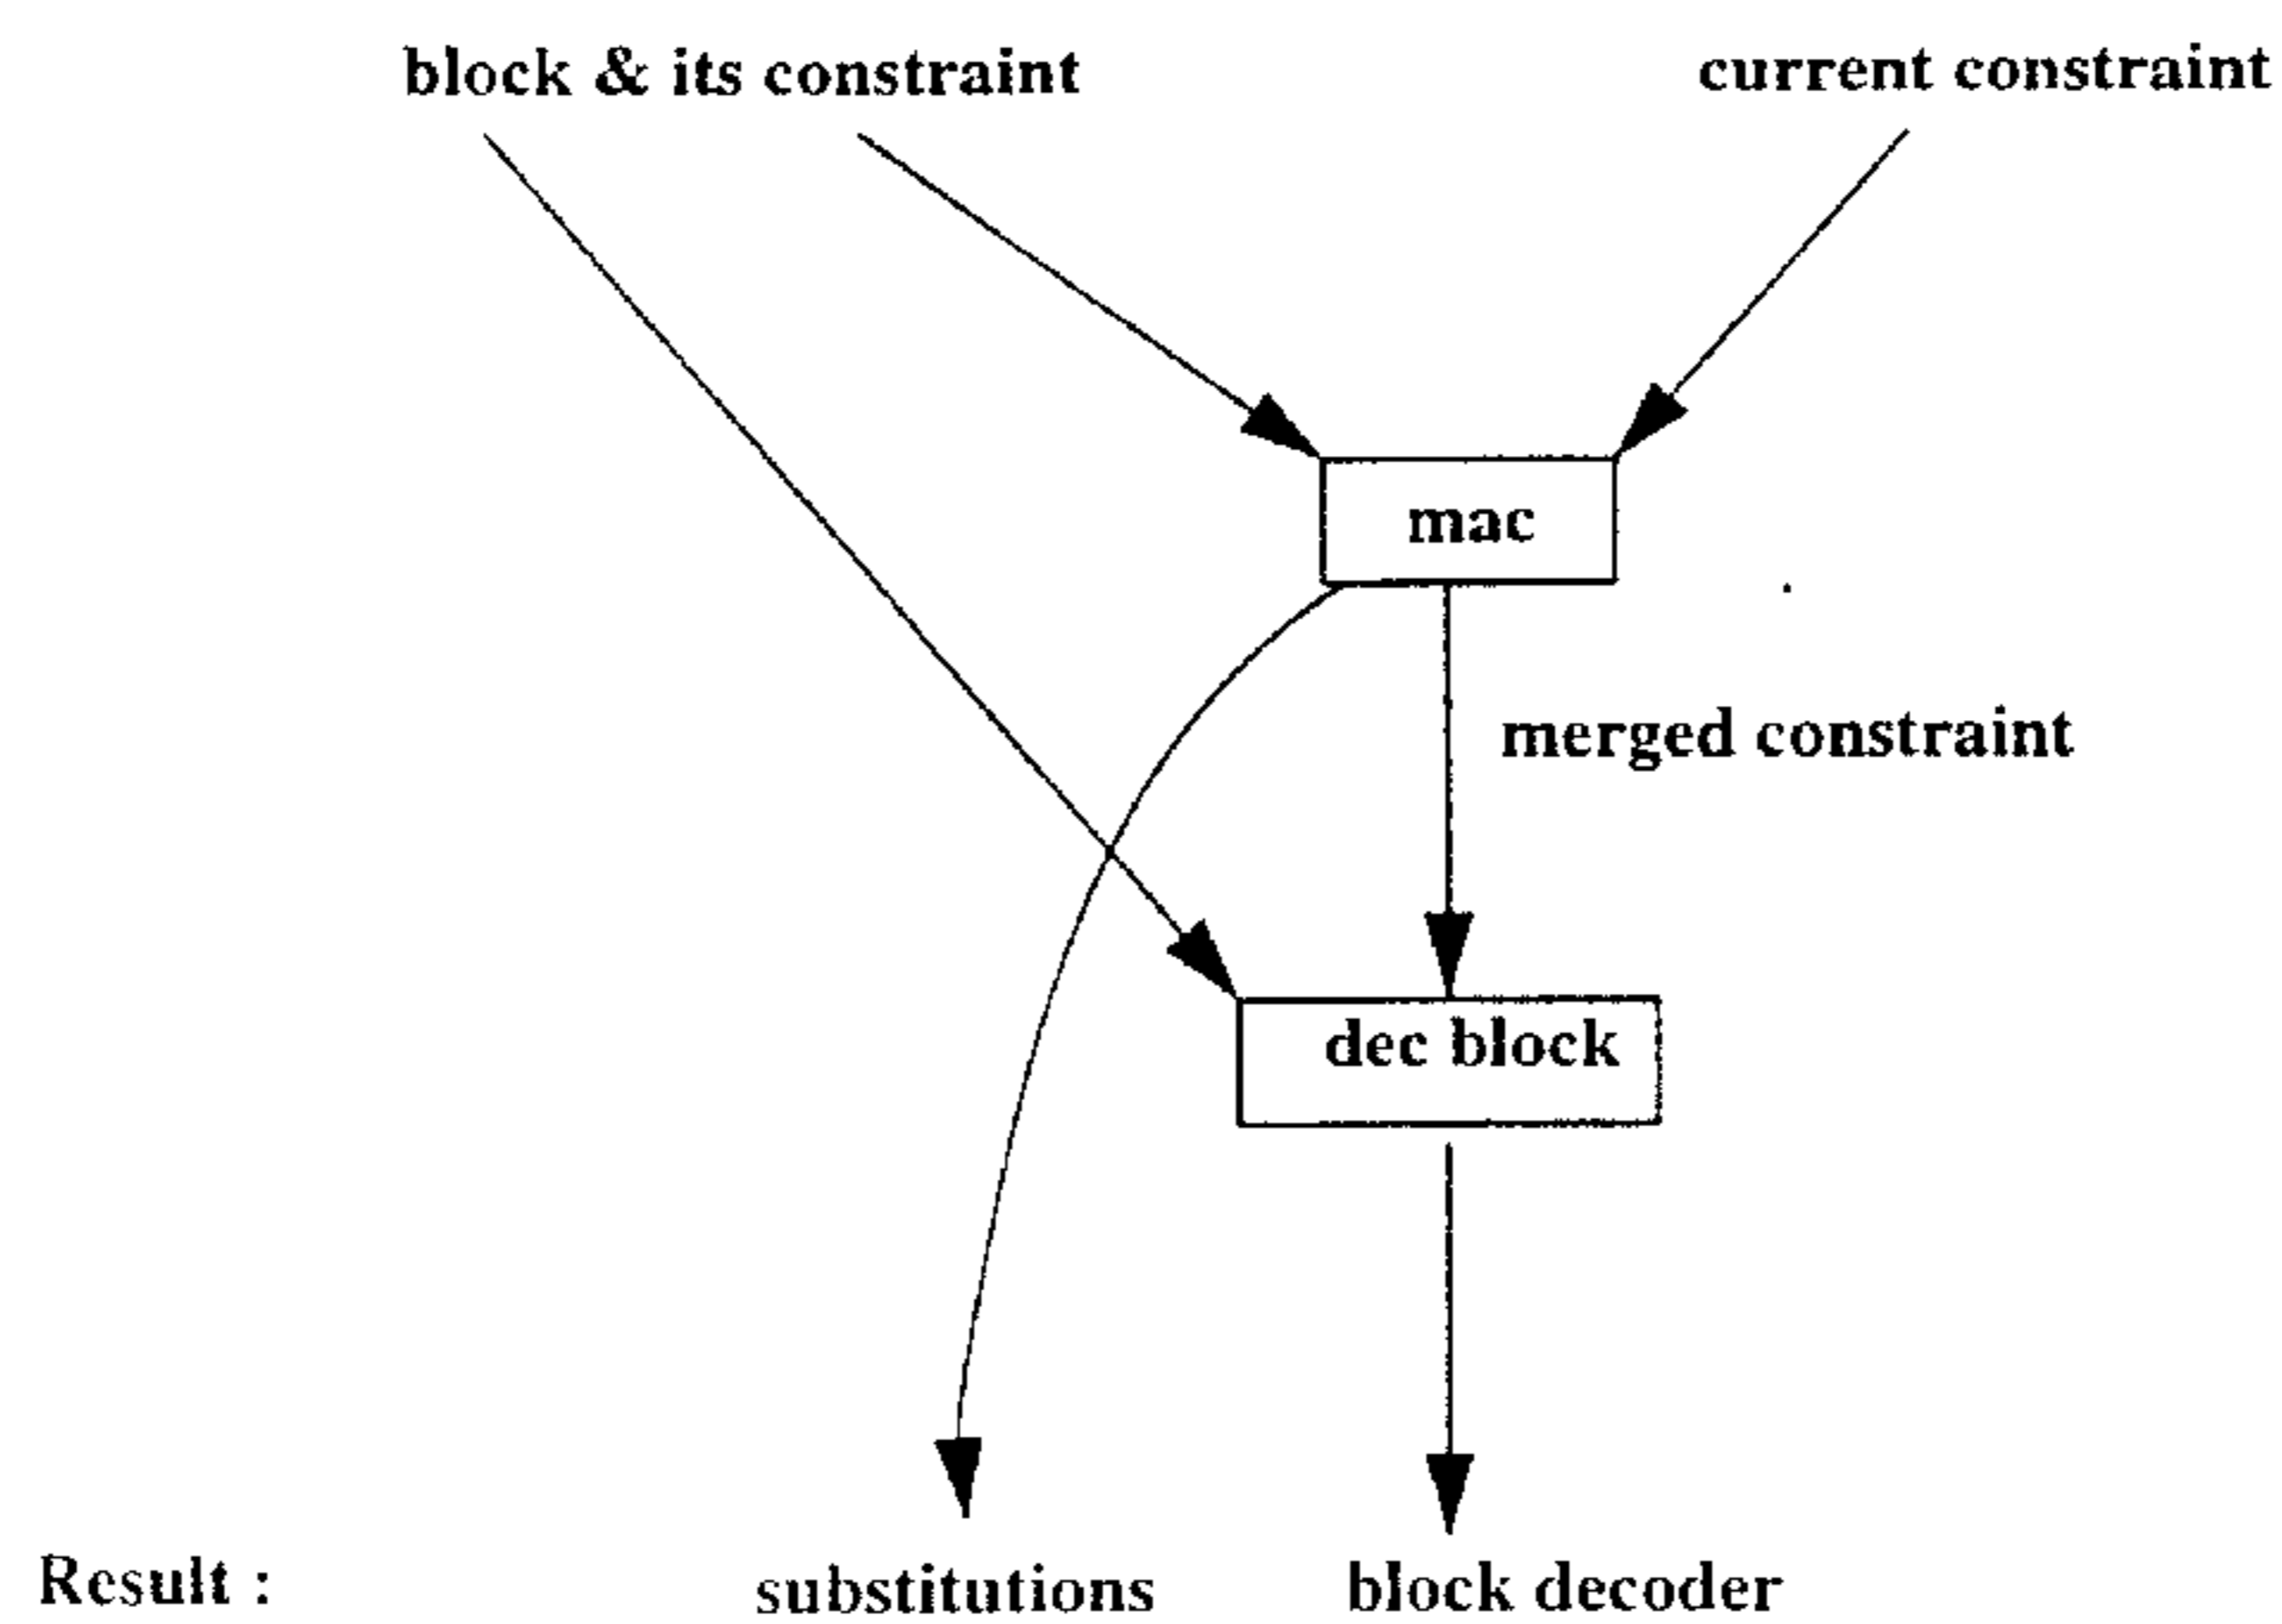 block & its constraint
current constraint
mac
merged constraint
dec block
Result :
substitutions
block decoder